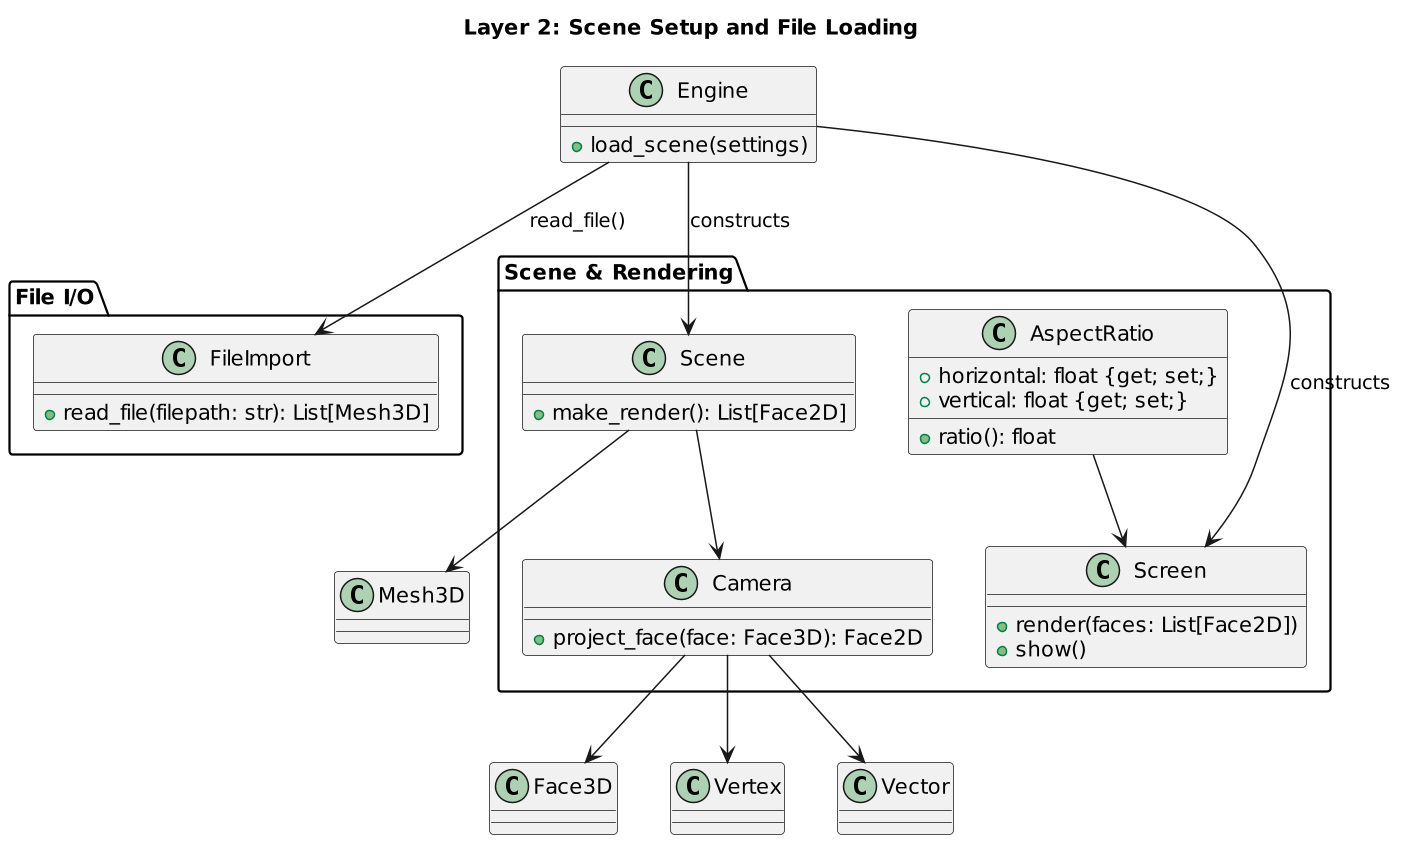 Layer 2: Scene Setup and File Loading
C Engine
load_scene(settings)
read_file()
constructs
constructs
File I/O
C FileImport
read_file(filepath: str): List[Mesh3D]
Scene & Rendering
C Scene
make_render(): List[Face2D]
C AspectRatio
horizontal: float {get; set;}
vertical: float {get; set;}
ratio(): float
C Mesh3D
C Camera
project_face(face: Face3D): Face2D
C Screen
render(faces: List[Face2D])
show()
C Face3D
C Vertex
C Vector